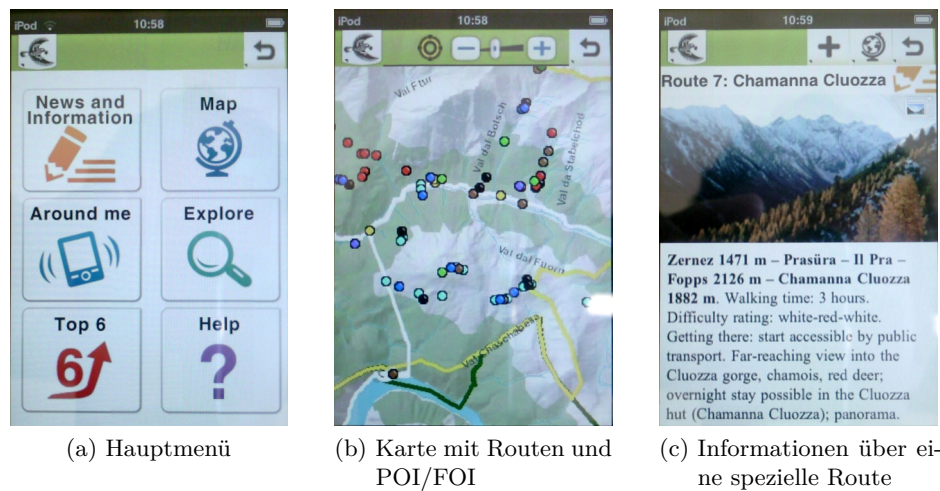 iPod 10:58
News and
Information
Map
Around me
Explore
Top 6
6
Help
?
(a) Hauptmenü
iPod 10:58
Val Ftur
Val dal Botsch
Val da Stabelchod
Val dal Fuorn
Val Chaschabella
(b) Karte mit Routen und
POI/FOI
iPod 10:59
Route 7: Chamanna Cluozza
Zernez 1471 m – Prasüra – Il Pra –
Fopps 2126 m – Chamanna Cluozza
1882 m. Walking time: 3 hours.
Difficulty rating: white-red-white.
Getting there: start accessible by public
transport. Far-reaching view into the
Cluozza gorge, chamois, red deer;
overnight stay possible in the Cluozza
hut (Chamanna Cluozza); panorama.
(c) Informationen über ei-
ne spezielle Route